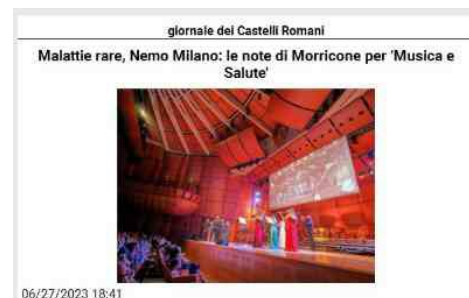 giornale dei Castelli Romani
Malattie rare, Nemo Milano: le note di Morricone per 'Musica e
Salute'
06/27/2023 18:41